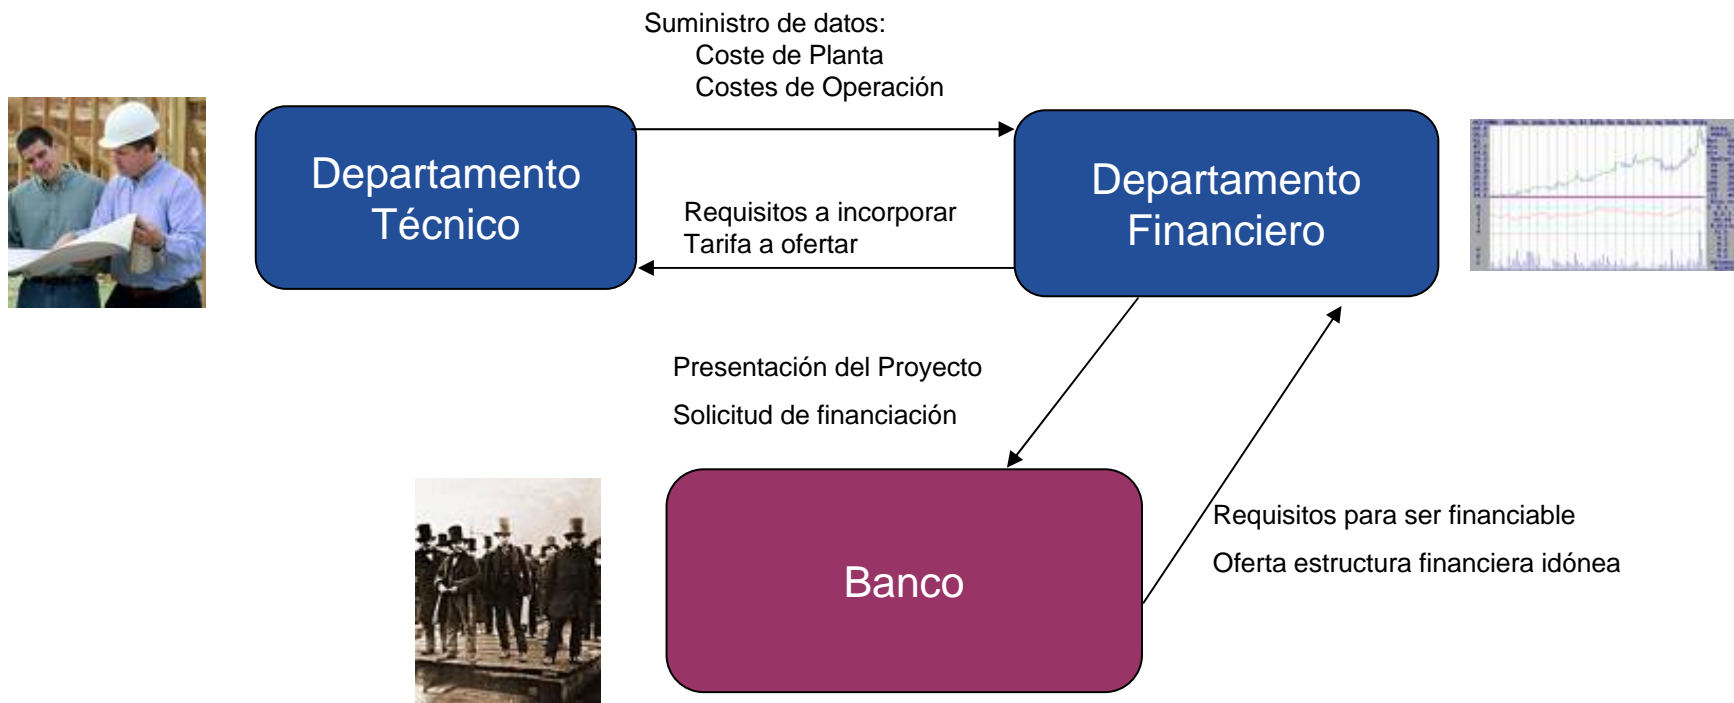 Suministro de datos:
Coste de Planta
Costes de Operación
Departamento
Técnico
Departamento
Financiero
Requisitos a incorporar
Tarifa a ofertar
Presentación del Proyecto
Solicitud de financiación
Banco
Requisitos para ser financiable
Oferta estructura financiera idónea